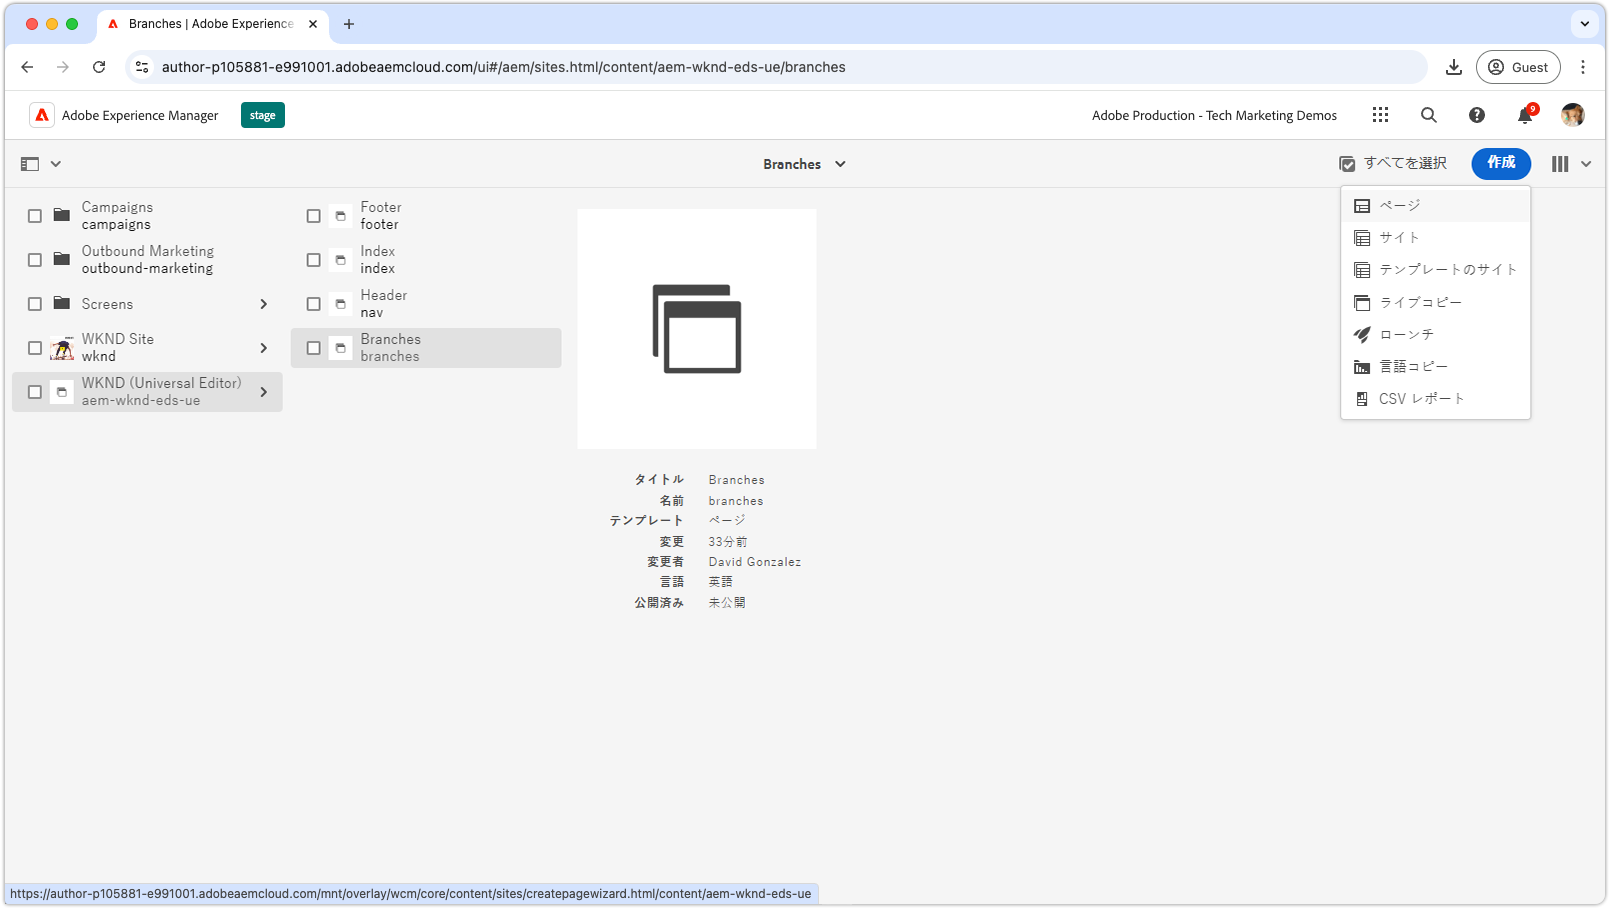 Branches | Adobe Experience
author-p105881-e991001.adobeaemcloud.com/ui#/aem/sites.html/content/aem-wknd-eds-ue/branches
Guest
Adobe Experience Manager
stage
Adobe Production - Tech Marketing Demos
9
Branches
すべてを選択
作成
Campaigns
campaigns
Outbound Marketing
outbound-marketing
Screens
WKND Site
wknd
WKND (Universal Editor)
aem-wknd-eds-ue
Footer
footer
Index
index
Header
nav
Branches
branches
タイトル Branches
名前 branches
テンプレート ページ
変更 33分前
変更者 David Gonzalez
言語 英語
公開済み 未公開
ページ
サイト
テンプレートのサイト
ライブコピー
ローンチ
言語コピー
CSV レポート
https://author-p105881-e991001.adobeaemcloud.com/mnt/overlay/wcm/core/content/sites/createpagewizard.html/content/aem-wknd-eds-ue